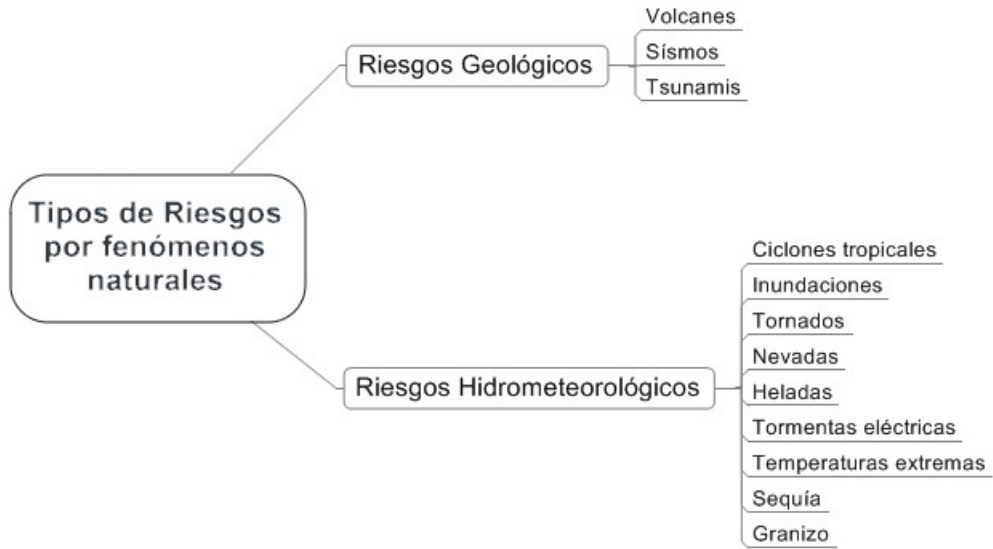 Tipos de Riesgos
por fenómenos
naturales
Riesgos Geológicos
Volcanes
Sísmos
Tsunamis
Riesgos Hidrometeorológicos
Ciclones tropicales
Inundaciones
Tornados
Nevadas
Heladas
Tormentas eléctricas
Temperaturas extremas
Sequía
Granizo